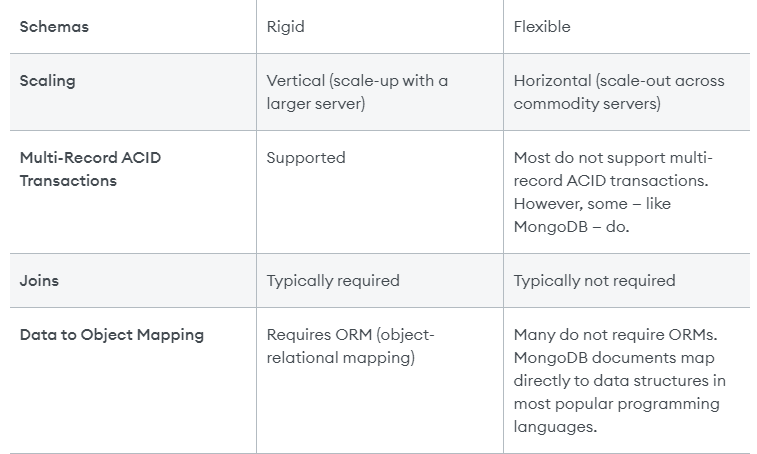 Schemas
Rigid
Flexible
Scaling
Vertical (scale-up with a
larger server)
Horizontal (scale-out across
commodity servers)
Multi-Record ACID
Transactions
Supported
Most do not support multi-
record ACID transactions.
However, some – like
MongoDB – do.
Joins
Typically required
Typically not required
Data to Object Mapping
Requires ORM (object-
relational mapping)
Many do not require ORMs.
MongoDB documents map
directly to data structures in
most popular programming
languages.